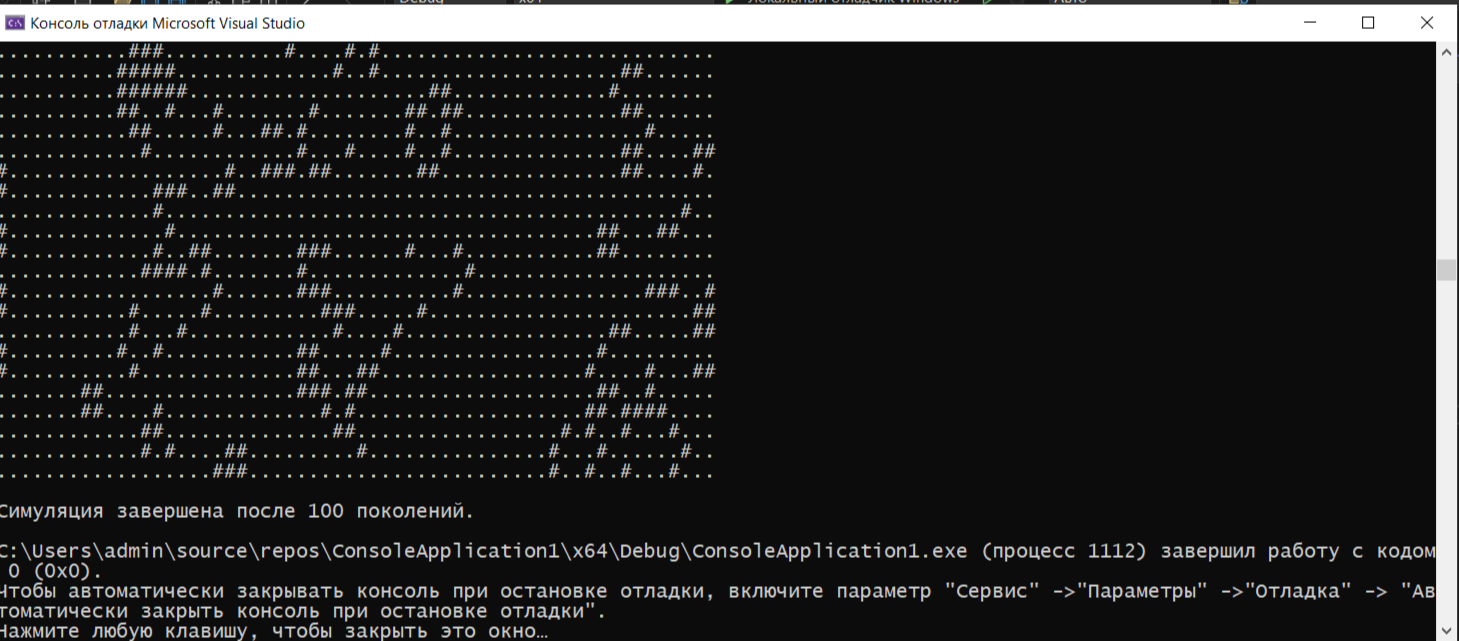 Консоль отладки Microsoft Visual Studio
Симуляция завершена после 100 поколений.
C:\Users\admin\source\repos\ConsoleApplication1\x64\Debug\ConsoleApplication1.exe (процесс 1112) завершил работу с кодом
0 (0x0).
Чтобы автоматически закрывать консоль при остановке отладки, включите параметр "Сервис" ->"Параметры" ->"Отладка" -> "Ав
томатически закрыть консоль при остановке отладки".
Нажмите любую клавишу, чтобы закрыть это окно…